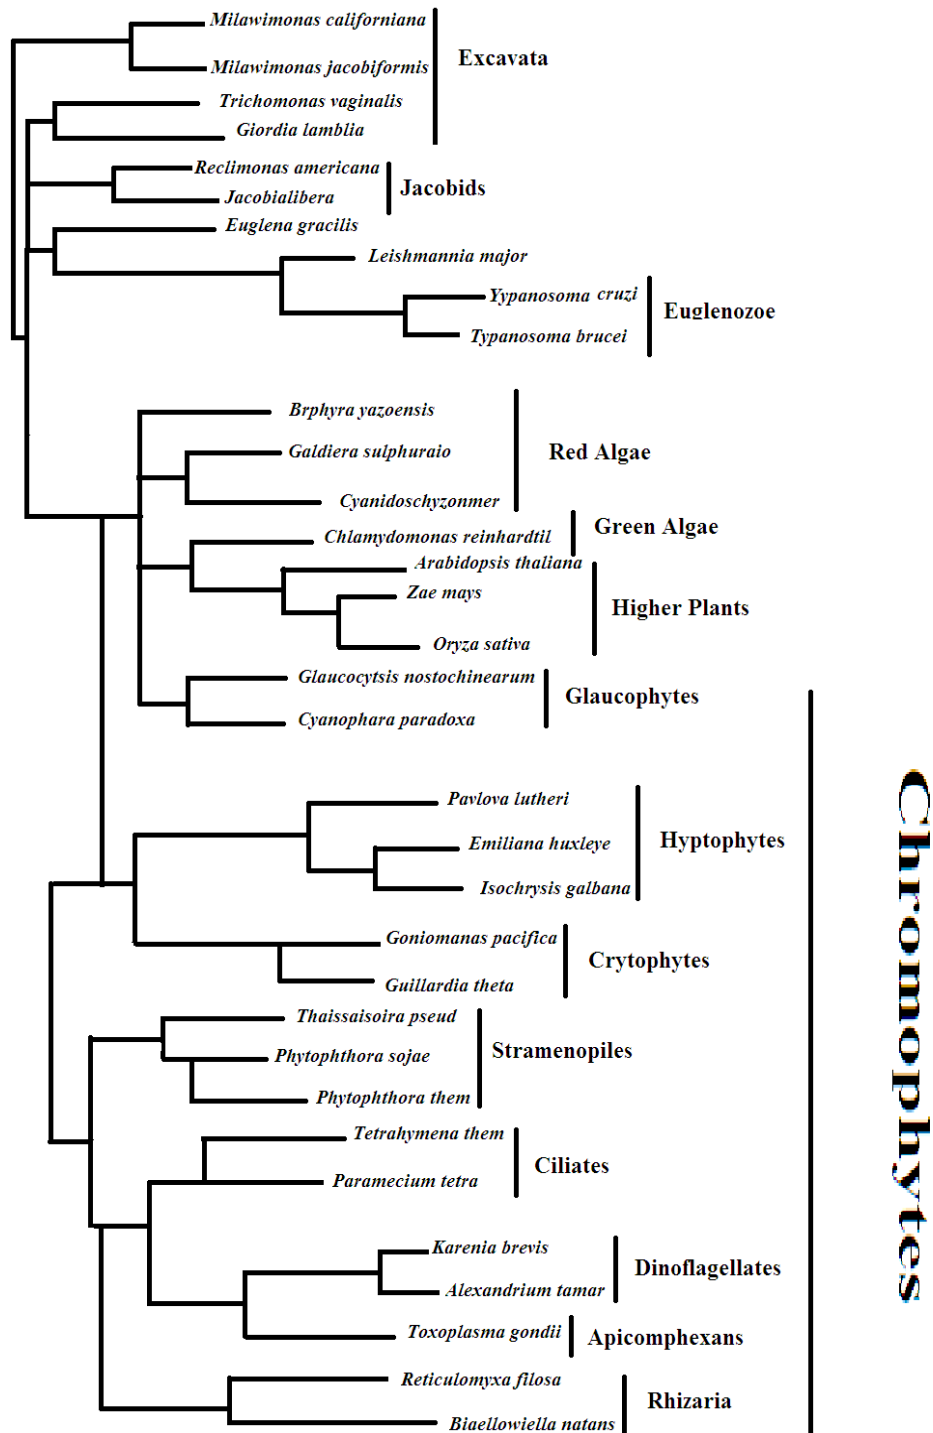 Milawimonas californiana
Milawimonas jacobiformis
Excavata
Trichomonas vaginalis
Giordia lamblia
Reclimonas americana
Jacobialibera
Jacobids
Euglena gracilis
Leishmannia major
Yypanosoma cruzi
Typanosoma brucei
Euglenozoe
Brphyra yazoensis
Galdiera sulphuraio
Red Algae
Cyanidoschyzonmer
Chlamydomonas reinhardtil
Green Algae
Arabidopsis thaliana
Zae mays
Higher Plants
Oryza sativa
Glaucocytsis nostochinearum
Glaucophytes
Cyanophara paradoxa
Pavlova lutheri
Emiliana huxleye
Hyptophytes
Isochrysis galbana
Goniomanas pacifica
Crytophytes
Guillardia theta
Thaissaisoira pseud
Phytophthora sojae
Stramenopiles
Phytophthora them
Tetrahymena them
Ciliates
Paramecium tetra
Karenia brevis
Dinoflagellates
Alexandrium tamar
Toxoplasma gondii
Apicomphexans
Reticulomyxa filosa
Rhizaria
Biaellowiella natans
Chromophytes